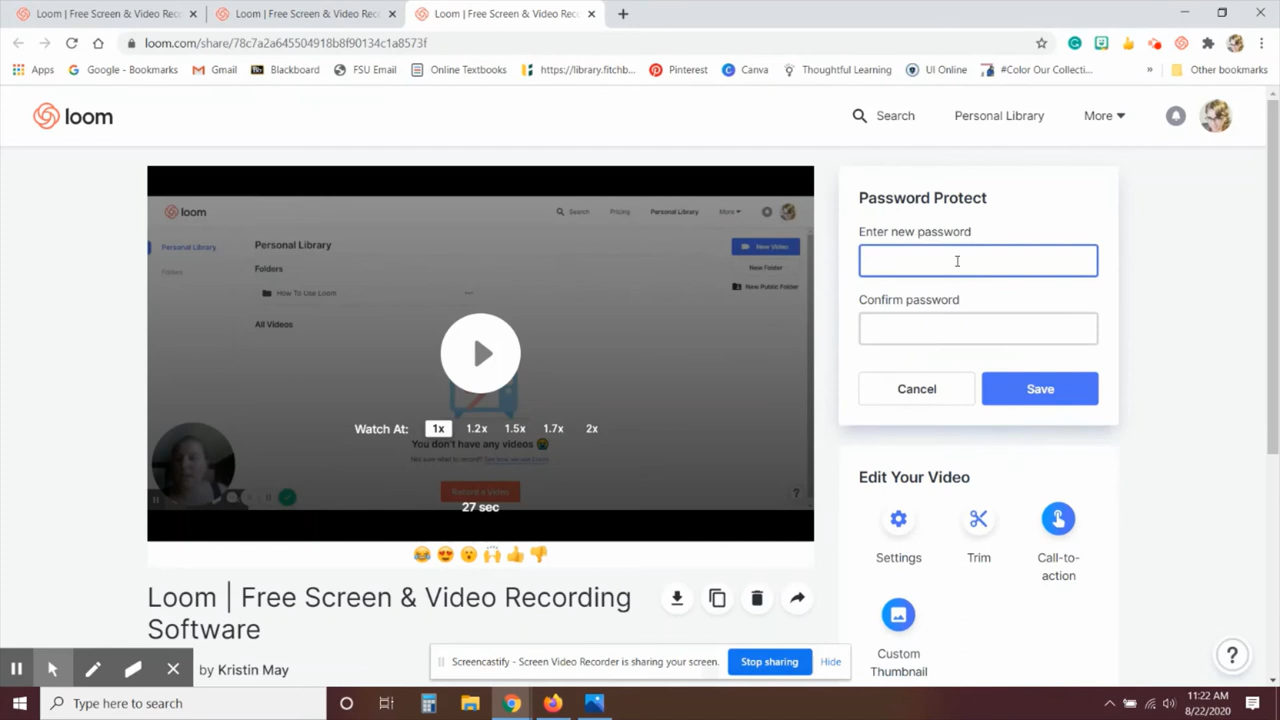 Loom | Free Screen & Video Reco
Loom | Free Screen & Video Reco
Loom | Free Screen & Video Reco
loom.com/share/78c7a2a645504918b8f90134c1a8573f
Apps Google - Bookmarks Gmail Blackboard FSU Email Online Textbooks https://library.fitchb... Pinterest Canva Thoughtful Learning UI Online #Color Our Collecti... » Other bookmarks
loom
Search Personal Library More
loom Search Pricing Personal Library More
Personal Library
Folders
Personal Library
Folders
How To Use Loom
All Videos
New Video
New Folder
New Public Folder
Watch At: 1x 1.2x 1.5x 1.7x 2x
You don't have any videos
Record a Video
27 sec
Password Protect
Enter new password
Confirm password
Cancel Save
Edit Your Video
Settings Trim Call-to-
action
Custom
Thumbnail
Loom | Free Screen & Video Recording
Software
by Kristin May
Screencastify - Screen Video Recorder is sharing your screen. Stop sharing Hide
?
Type here to search
11:22 AM
8/22/2020